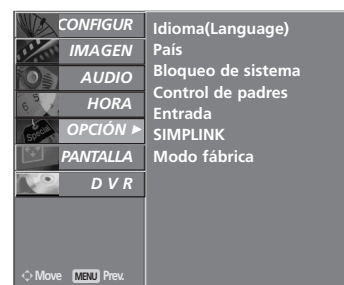 CONFIGUR
IMAGEN
AUDIO
HORA
OPCIÓN
PANTALLA
D V R
Idioma(Language)
País
Bloqueo de sistema
Control de padres
Entrada
SIMPLINK
Modo fábrica
Move MENU Prev.